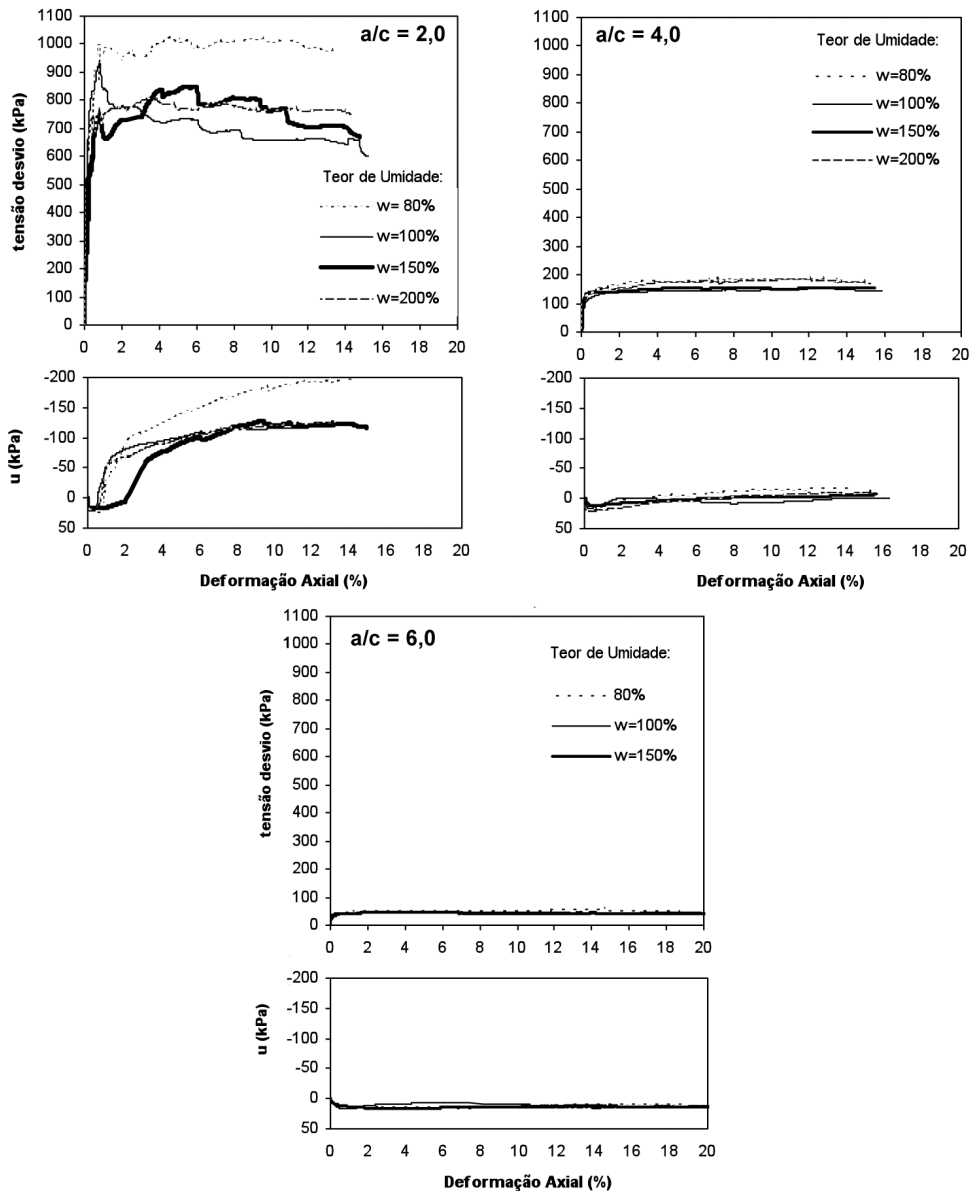 a/c = 2,0
tensão desvio (kPa)
1100
1000
900
800
700
600
500
400
300
200
100
0
Teor de Umidade:
w= 80%
w=100%
w=150%
w=200%
0 2 4 6 8 10 12 14 16 18 20
u (kPa)
-200
-150
-100
-50
0
50
0 2 4 6 8 10 12 14 16 18 20
Deformação Axial (%)
a/c = 4,0
1100
1000
900
800
700
600
500
400
300
200
100
0
Teor de Umidade:
w=80%
w=100%
w=150%
w=200%
0 2 4 6 8 10 12 14 16 18 20
-200
-150
-100
-50
0
50
0 2 4 6 8 10 12 14 16 18 20
Deformação Axial (%)
a/c = 6,0
tensão desvio (kPa)
1100
1000
900
800
700
600
500
400
300
200
100
0
Teor de Umidade:
80%
w=100%
w=150%
0 2 4 6 8 10 12 14 16 18 20
u (kPa)
-200
-150
-100
-50
0
50
0 2 4 6 8 10 12 14 16 18 20
Deformação Axial (%)